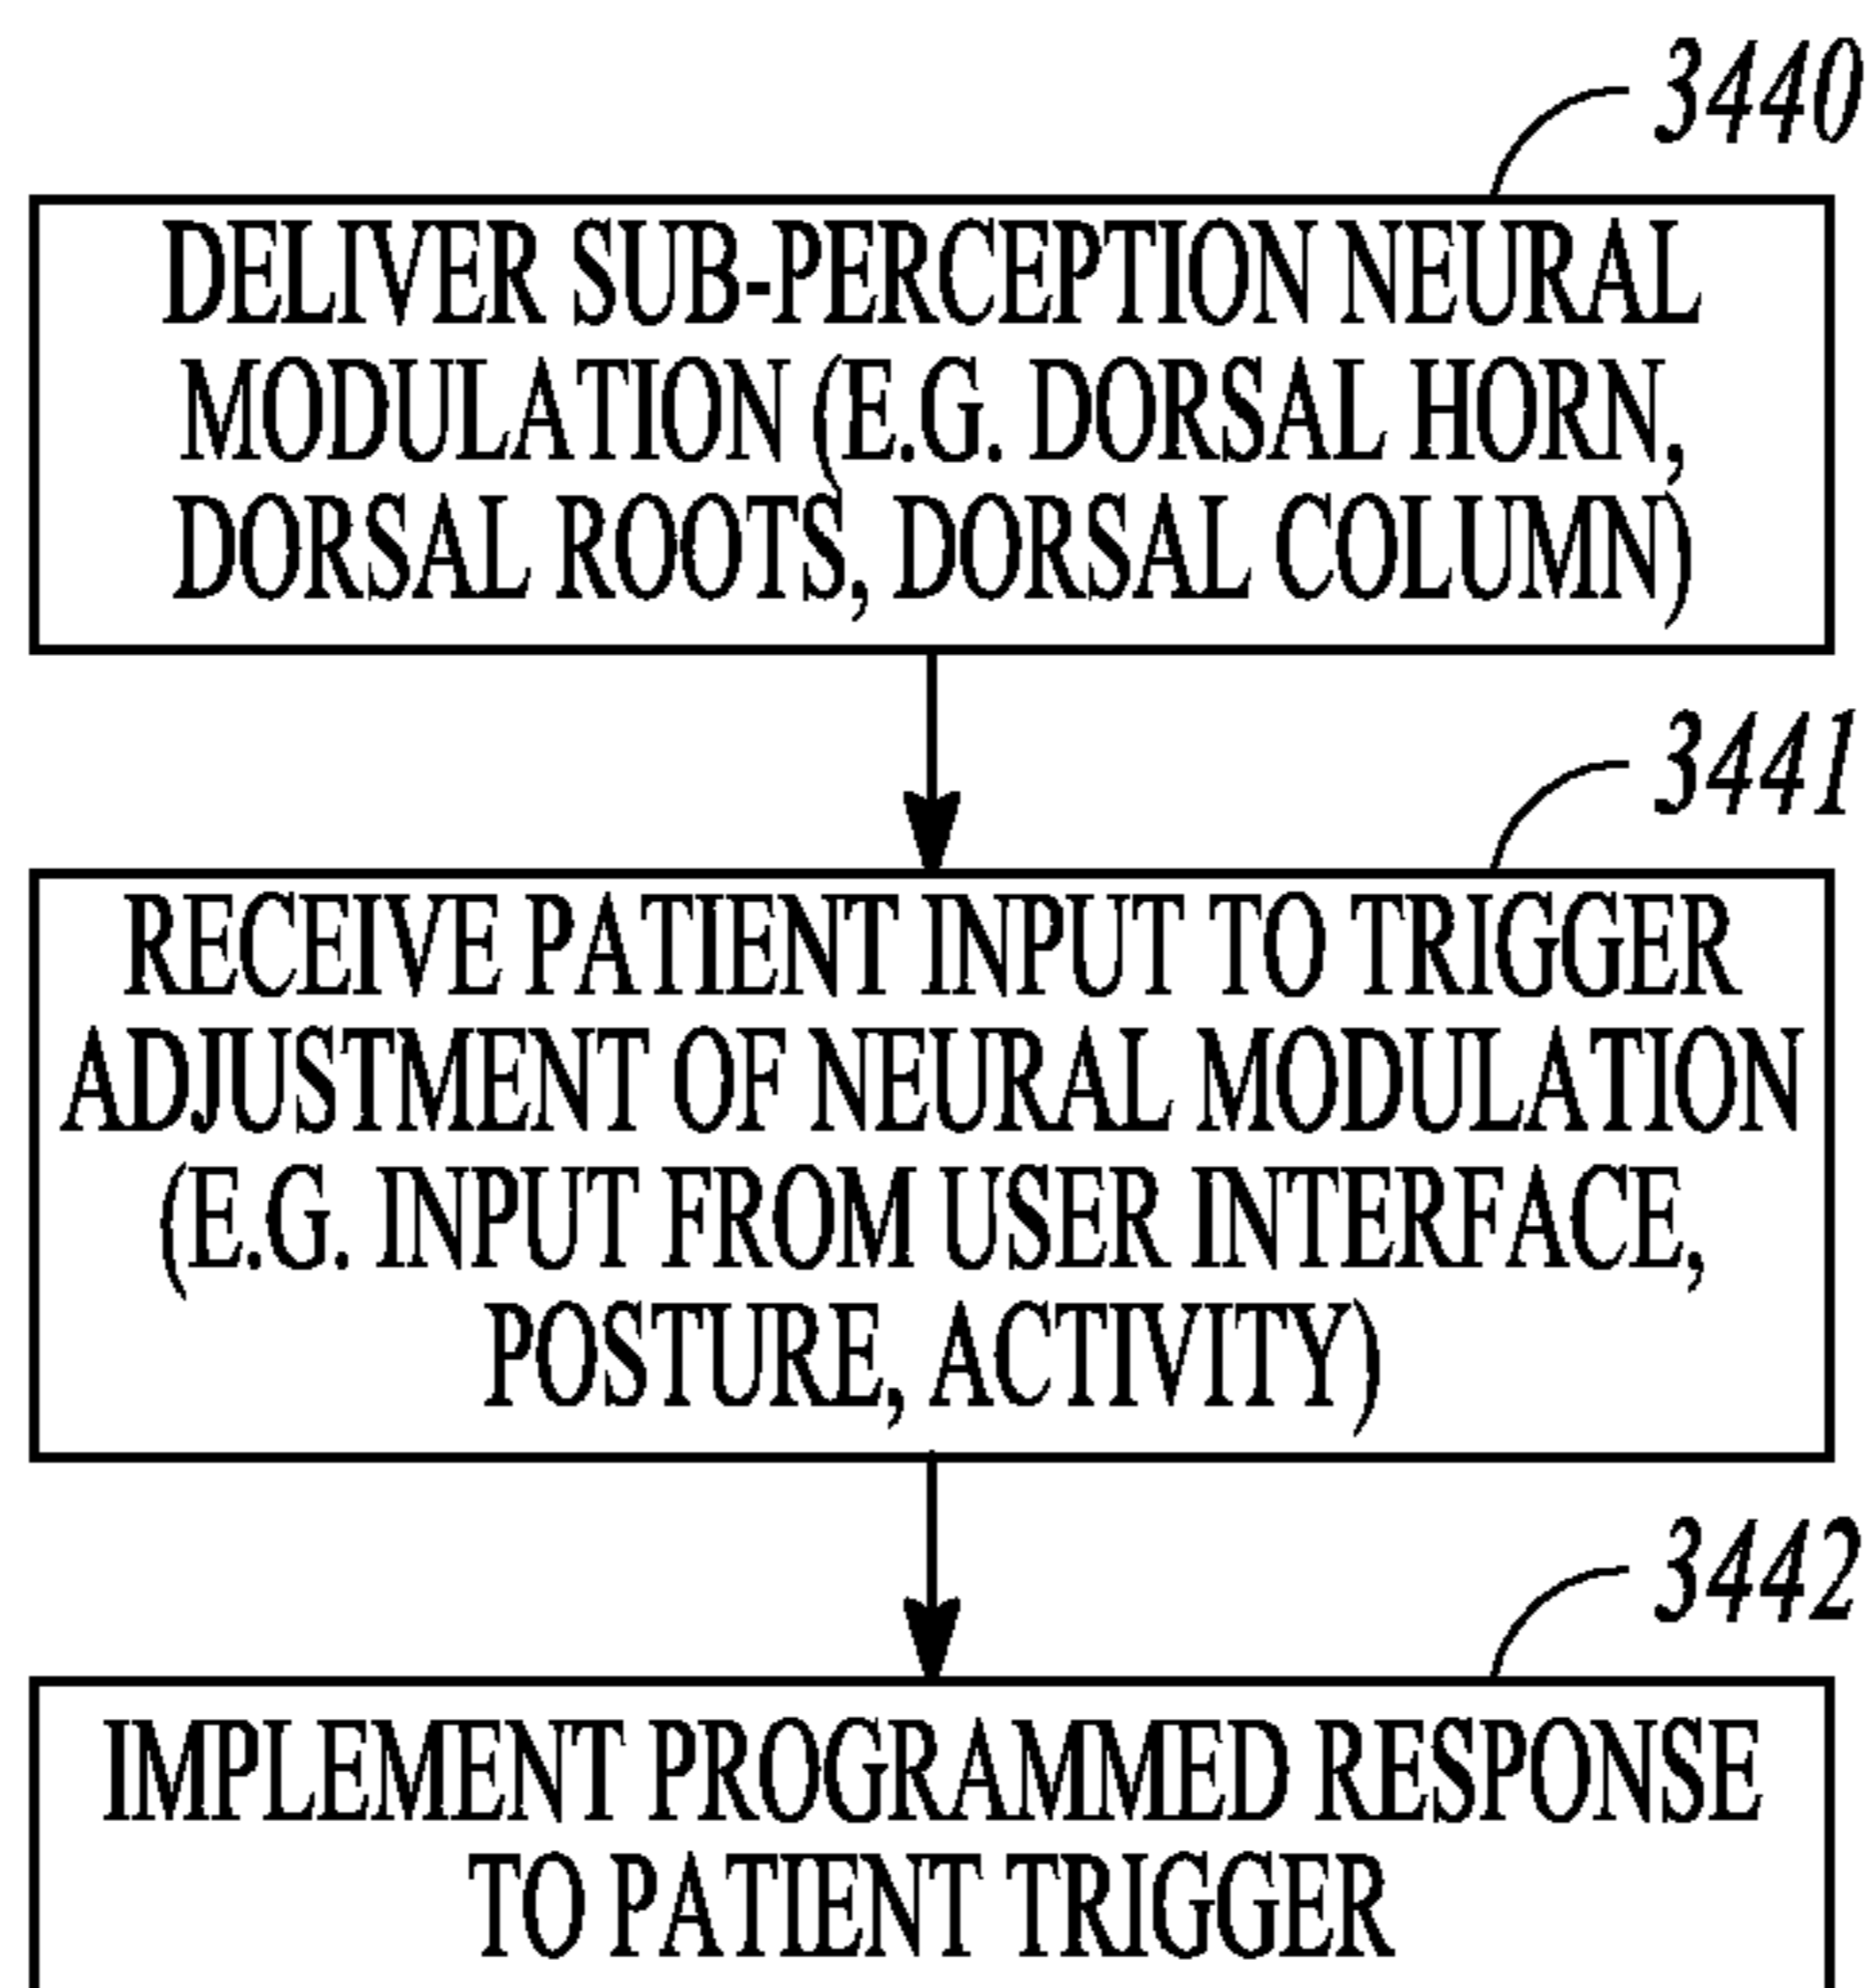 3440
DELIVER SUB-PERCEPTION NEURAL
MODULATION (E.G. DORSAL HORN,
DORSAL ROOTS, DORSAL COLUMN)
3441
RECEIVE PATIENT INPUT TO TRIGGER
ADJUSTMENT OF NEURAL MODULATION
(E.G. INPUT FROM USER INTERFACE,
POSTURE, ACTIVITY)
3442
IMPLEMENT PROGRAMMED RESPONSE
TO PATIENT TRIGGER